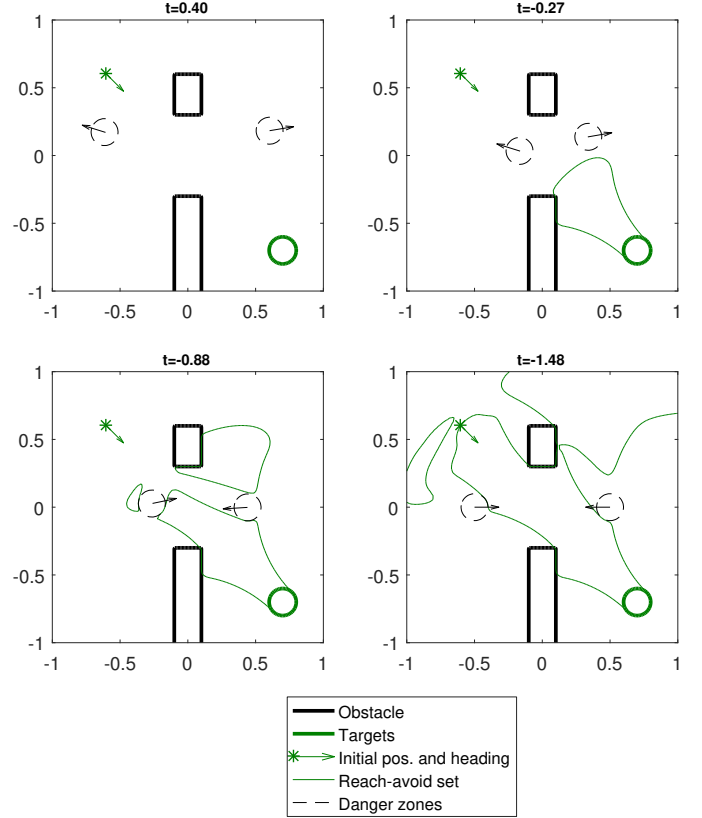 t=0.40
1
0.5
0
-0.5
-1
-1 -0.5 0 0.5 1
t=-0.27
1
0.5
0
-0.5
-1
-1 -0.5 0 0.5 1
t=-0.88
1
0.5
0
-0.5
-1
-1 -0.5 0 0.5 1
t=-1.48
1
0.5
0
-0.5
-1
-1 -0.5 0 0.5 1
Obstacle
Targets
Initial pos. and heading
Reach-avoid set
Danger zones